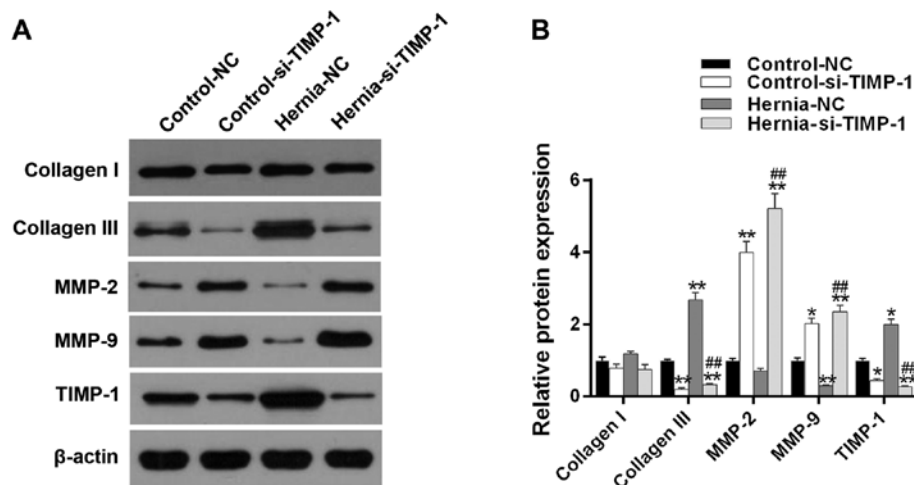 A
Control-NC
Control-si-TIMP-1
Hernia-NC
Hernia-si-TIMP-1
Collagen I
Collagen III
MMP-2
MMP-9
TIMP-1
β-actin
B
Control-NC
Control-si-TIMP-1
Hernia-NC
Hernia-si-TIMP-1
Relative protein expression
6
4
2
0
**
**
##
**
**
##
**
*
**
##
**
*
*
##
**
Collagen I
Collagen III
MMP-2
MMP-9
TIMP-1